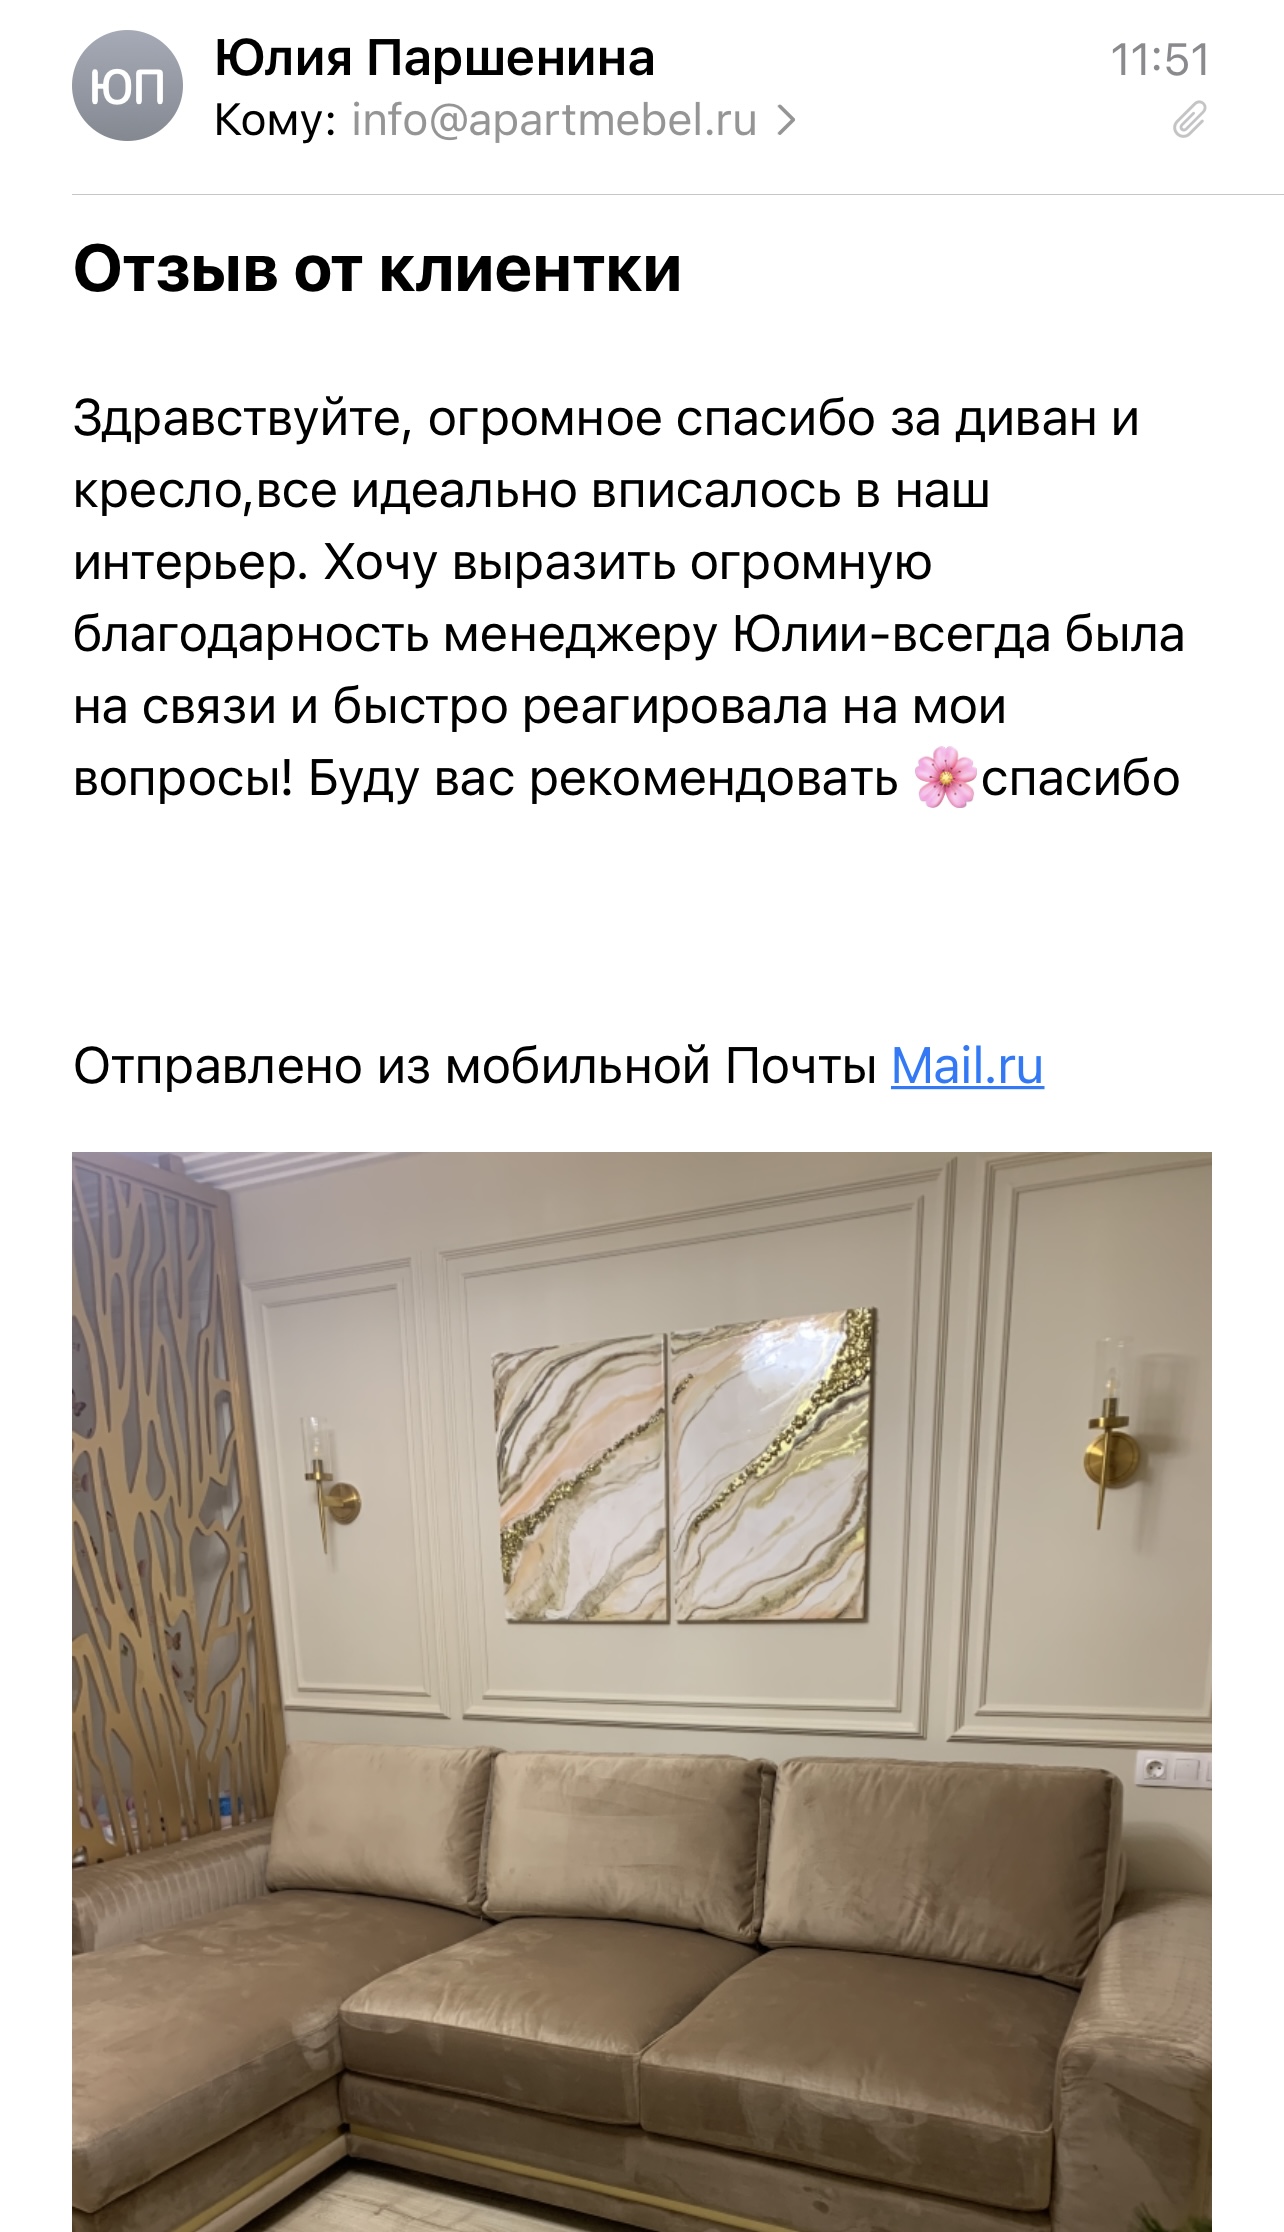 ЮП
Юлия Паршенина
11:51
Кому: info@apartmebel.ru
Отзыв от клиентки
Здравствуйте, огромное спасибо за диван и
кресло,все идеально вписалось в наш
интерьер. Хочу выразить огромную
благодарность менеджеру Юлии-всегда была
на связи и быстро реагировала на мои
вопросы! Буду вас рекомендовать 🌸спасибо
Отправлено из мобильной Почты Mail.ru